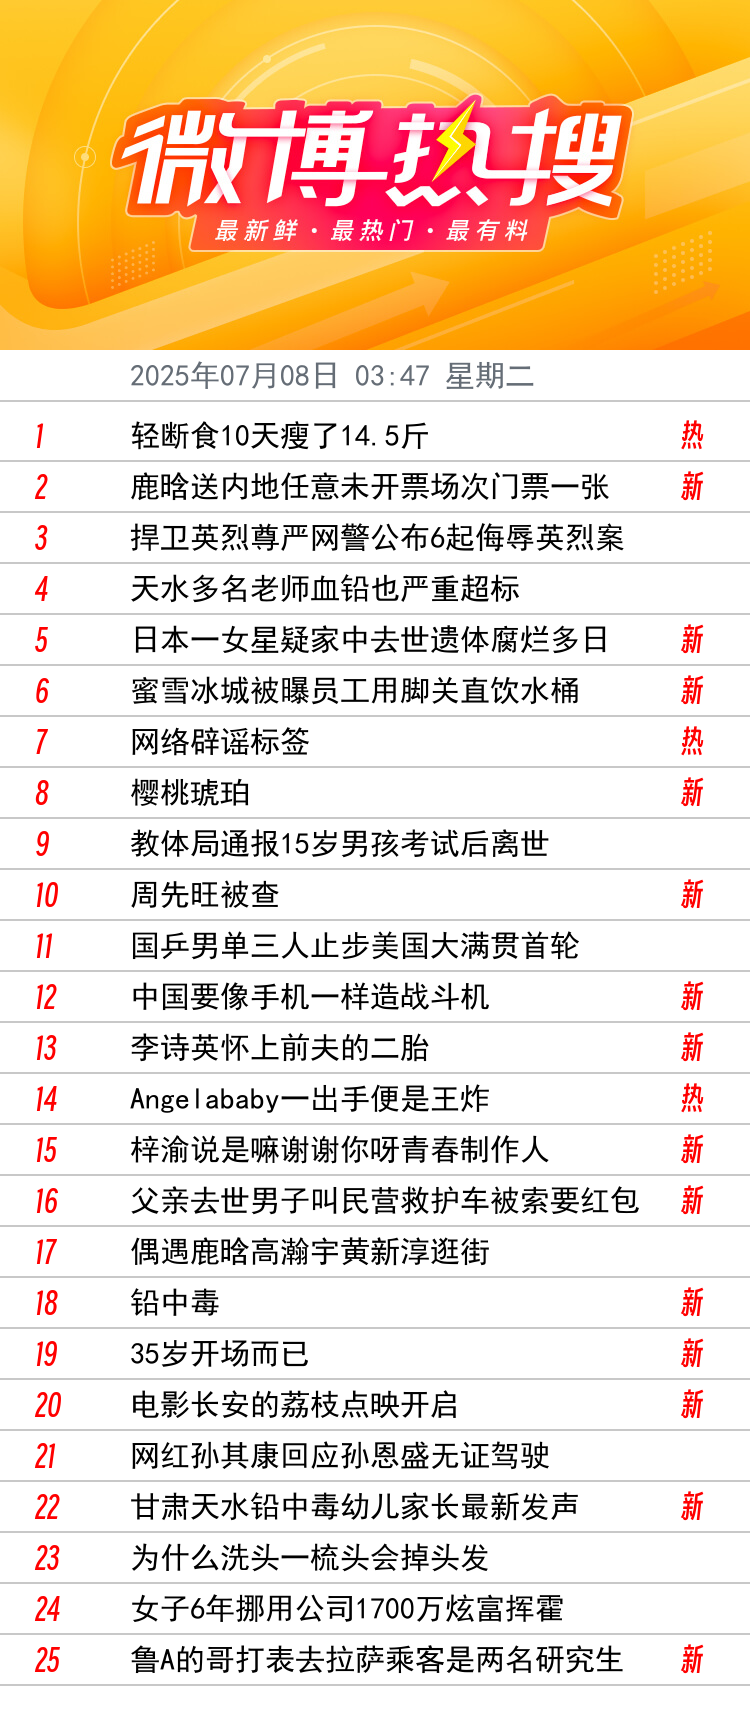 微博热搜
最新鲜·最热门·最有料
2025年07月08日 03:47 星期二
1 轻断食10天瘦了14.5斤 热
2 鹿晗送内地任意未开票场次门票一张 新
3 捍卫英烈尊严网警公布6起侮辱英烈案
4 天水多名老师血铅也严重超标
5 日本一女星疑家中去世遗体腐烂多日 新
6 蜜雪冰城被曝员工用脚关直饮水桶 新
7 网络辟谣标签 热
8 樱桃琥珀 新
9 教体局通报15岁男孩考试后离世
10 周先旺被查 新
11 国乒男单三人止步美国大满贯首轮
12 中国要像手机一样造战斗机 新
13 李诗英怀上前夫的二胎 新
14 Angelababy一出手便是王炸 热
15 梓渝说是嘛谢谢你呀青春制作人 新
16 父亲去世男子叫民营救护车被索要红包 新
17 偶遇鹿晗高瀚宇黄新淳逛街
18 铅中毒 新
19 35岁开场而已 新
20 电影长安的荔枝点映开启 新
21 网红孙其康回应孙恩盛无证驾驶
22 甘肃天水铅中毒幼儿家长最新发声 新
23 为什么洗头一梳头会掉头发
24 女子6年挪用公司1700万炫富挥霍
25 鲁A的哥打表去拉萨乘客是两名研究生 新